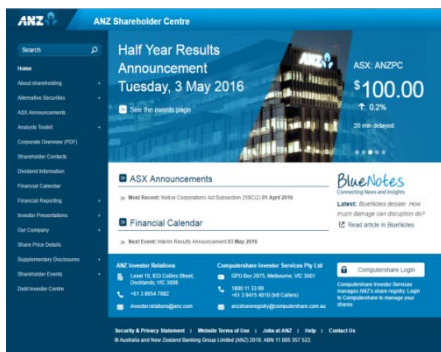 ANZ
ANZ Shareholder Centre
Search
Home
About shareholding
Alternative Securities
ASX Announcements
Analysts Toolkit
Corporate Overview (PDF)
Shareholder Contacts
Dividend Information
Financial Calendar
Financial Reporting
Investor Presentations
Our Company
Share Price Details
Supplementary Disclosures
Shareholder Events
Debt Investor Centre
Half Year Results
Announcement
Tuesday, 3 May 2016
See the events page
ANZ
ASX: ANZPC
$100.00
0.2%
20 min delayed
ASX Announcements
Most Recent: Notice Corporations Act Subsection 259C(2) 01 April 2016
Financial Calendar
Next Event: Interim Results Announcement 03 May 2016
BlueNotes
Connecting News and Insights
Latest: BlueNotes debate: How
much damage can disruption do?
Read article in BlueNotes
ANZ Investor Relations
Level 10, 833 Collins Street,
Docklands, VIC 3008
+61 3 8654 7682
investor.relations@anz.com
Computershare Investor Services Pty Ltd
GPO Box 2975, Melbourne, VIC 3001
1800 11 33 99
+61 3 9415 4010 (Intl Callers)
anzshareregistry@computershare.com.au
Computershare Login
Computershare Investor Services
manages ANZ's share registry. Login
to Computershare to manage your
shares.
Security & Privacy Statement | Website Terms of Use | Jobs at ANZ | Help | Contact Us
© Australia and New Zealand Banking Group Limited (ANZ) 2016. ABN 11 005 357 522.